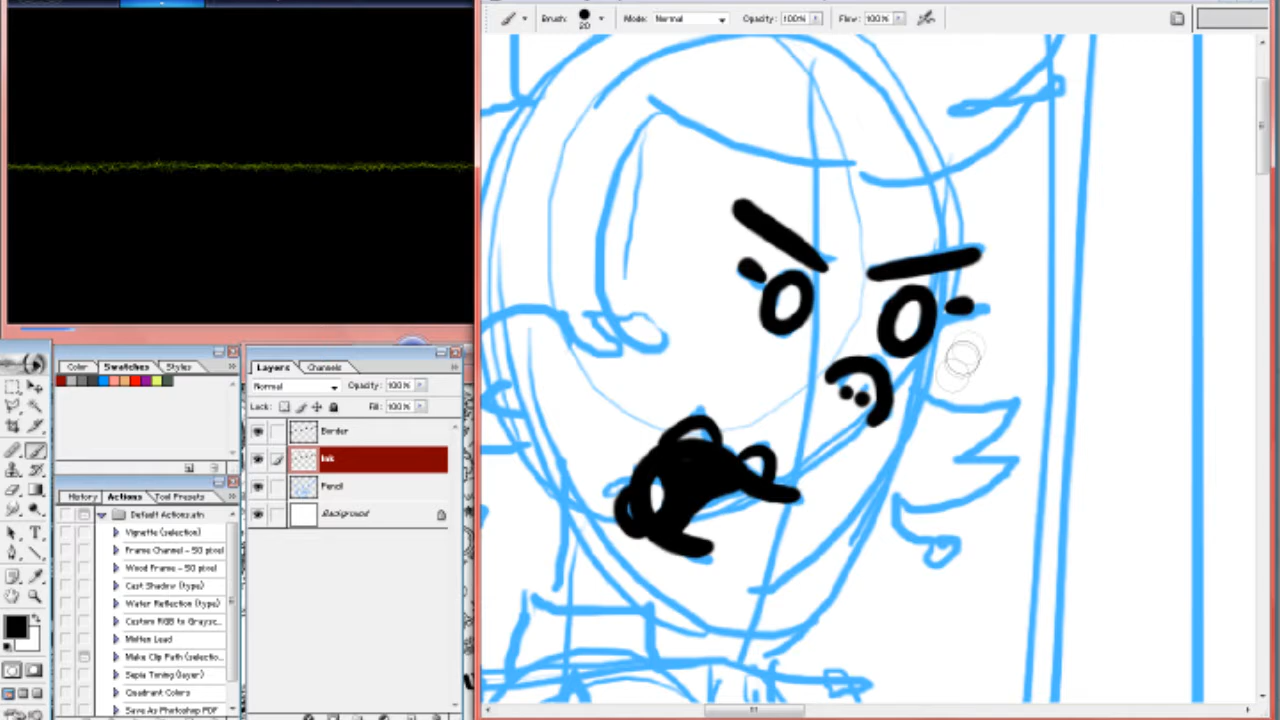 Brush: 20 Mode: Normal Opacity: 100% Flow: 100%
Color Swatches Styles
Layers Channels
Normal Opacity: 100%
Lock: Fill: 100%
Border
Ink
Pencil
Background
History Actions Tool Presets
Default Actions.atn
Vignette (selection)
Frame Channel - 50 pixel
Wood Frame - 50 pixel
Cast Shadow (type)
Water Reflection (type)
Custom RGB to Graysc...
Molten Lead
Make Clip Path (selectio...
Sepia Toning (layer)
Quadrant Colors
Save As Photoshop PDF